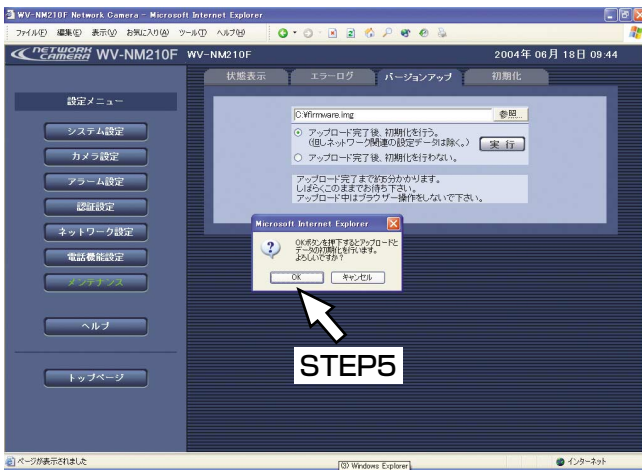 WV-NM210F Network Camera - Microsoft Internet Explorer
ファイル(F) 編集(E) 表示(V) お気に入り(A) ツール(T) ヘルプ(H)
NETWORK CAMERA WV-NM210F WV-NM210F 2004年 06月 18日 09:44
状態表示 エラーログ バージョンアップ 初期化
設定メニュー
システム設定
カメラ設定
アラーム設定
認証設定
ネットワーク設定
電話機能設定
メンテナンス
ヘルプ
トップページ
C:¥firmware.img 参照...
アップロード完了後、初期化を行う。
(但しネットワーク関連の設定データは除く。)
実 行
アップロード完了後、初期化を行わない。
アップロード完了まで約5分かかります。
しばらくこのままでお待ち下さい。
アップロード中はブラウザー操作をしないで下さい。
Microsoft Internet Explorer
OKボタンを押下するとアップロードと
データの初期化を行います。
よろしいですか?
OK キャンセル
STEP5
ページが表示されました
Windows Explorer
インターネット